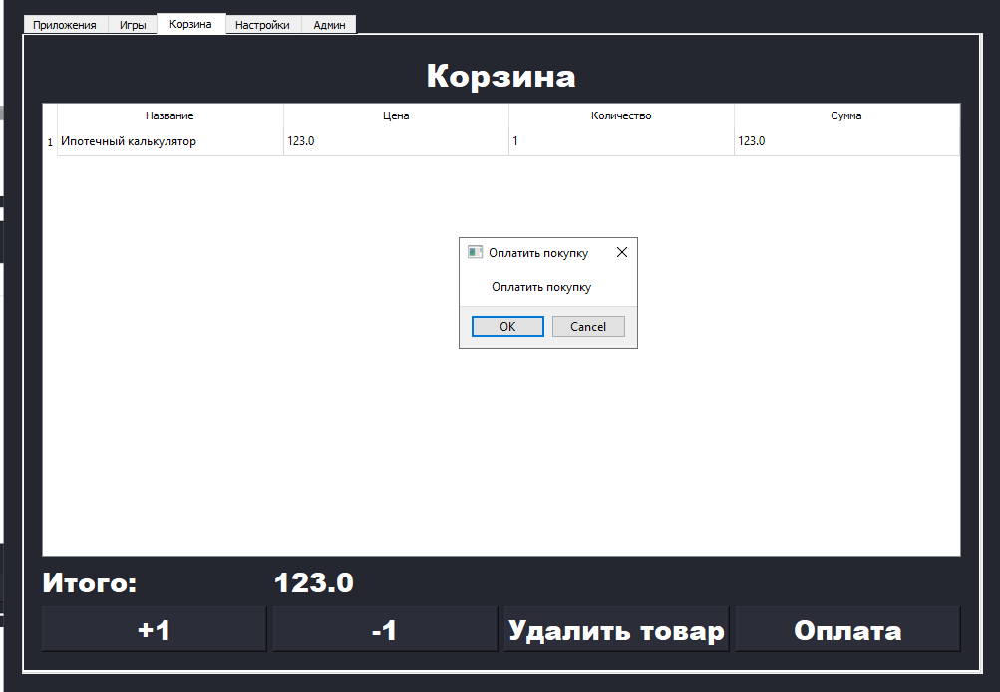 Приложения Игры Корзина Настройки Админ
Корзина
Название Цена Количество Сумма
1 Ипотечный калькулятор 123.0 1 123.0
Оплатить покупку
Оплатить покупку
OK Cancel
Итого: 123.0
+1 -1 Удалить товар Оплата